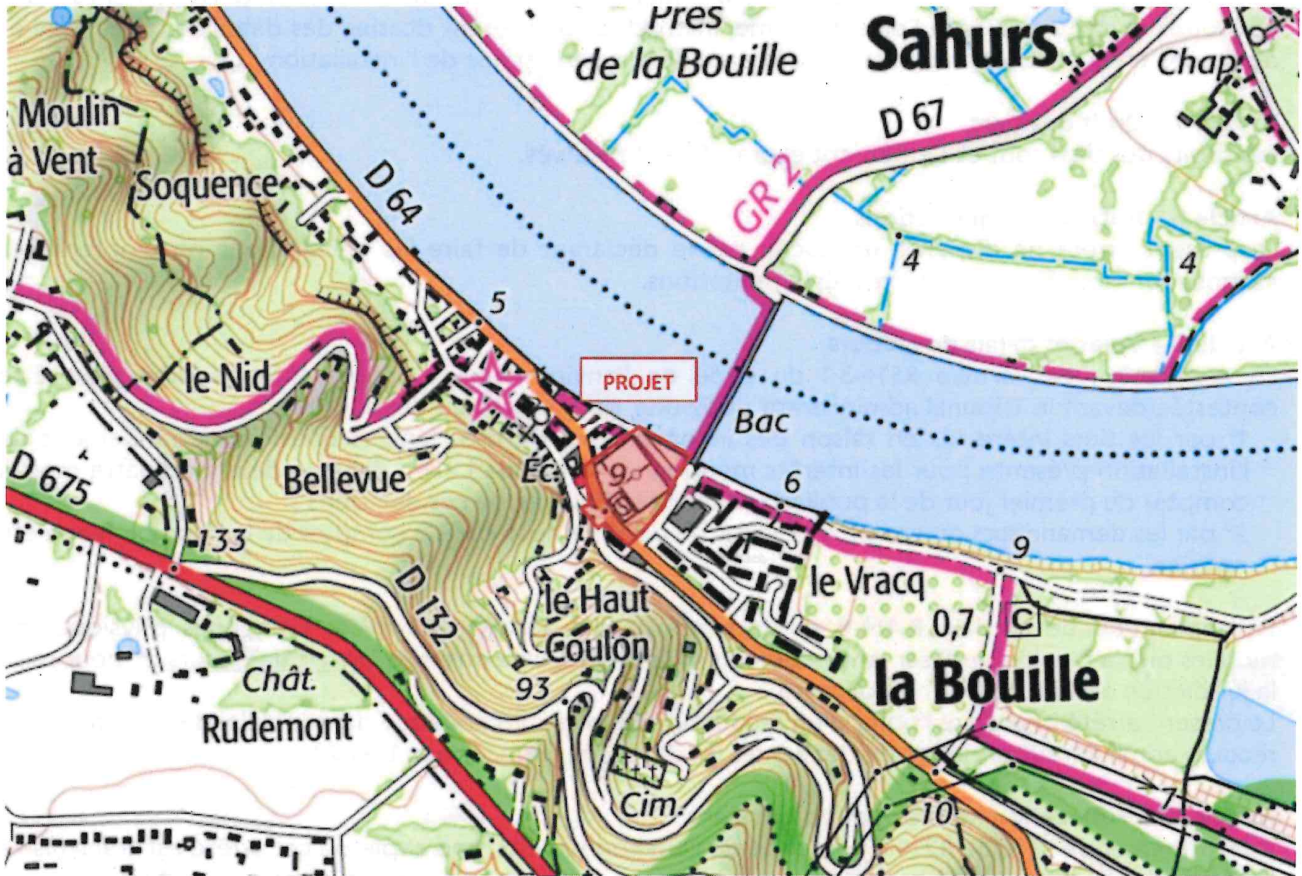 Prés
de la Bouille
Sahurs
Chap.
Moulin
à Vent
Soquence
D 64
D 67
GR 2
4
4
5
le Nid
PROJET
Bac
Bellevue
Éc.
9
6
D 675
133
D 132
le Haut
Coulon
le Vracq
9
0,7
C
la Bouille
93
Chât.
Rudemont
Cim.
10
7